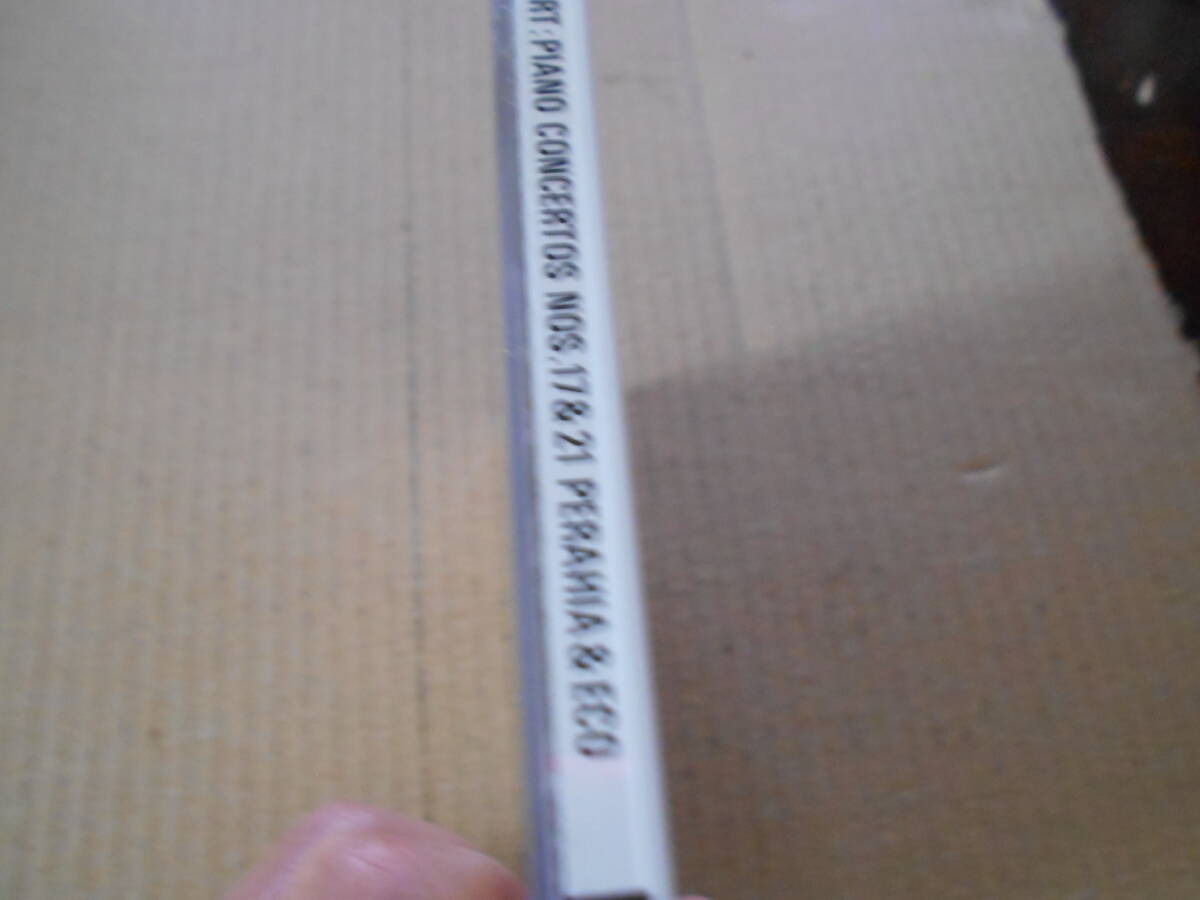 RT: PIANO CONCERTOS NOS. 17 & 21 PERAHIA & ECO